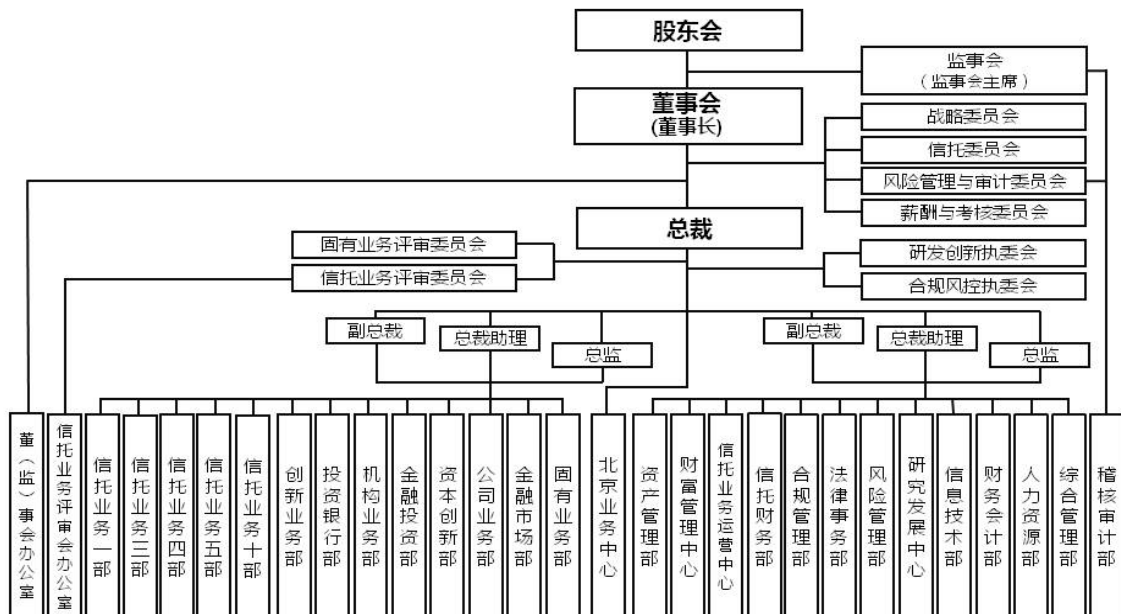 股东会
监事会
（监事会主席）
董事会
(董事长)
战略委员会
信托委员会
风险管理与审计委员会
薪酬与考核委员会
总裁
固有业务评审委员会
信托业务评审委员会
研发创新执委会
合规风控执委会
副总裁
总裁助理
总监
副总裁
总裁助理
总监
董（监）事会办公室
信托业务评审会办公室
信托业务一部
信托业务三部
信托业务四部
信托业务五部
信托业务十部
创新业务部
投资银行部
机构业务部
金融投资部
资本创新部
公司业务部
金融市场部
固有业务部
北京业务中心
资产管理部
财富管理中心
信托业务运营中心
信托财务部
合规管理部
法律事务部
风险管理部
研究发展中心
信息技术部
财务会计部
人力资源部
综合管理部
稽核审计部